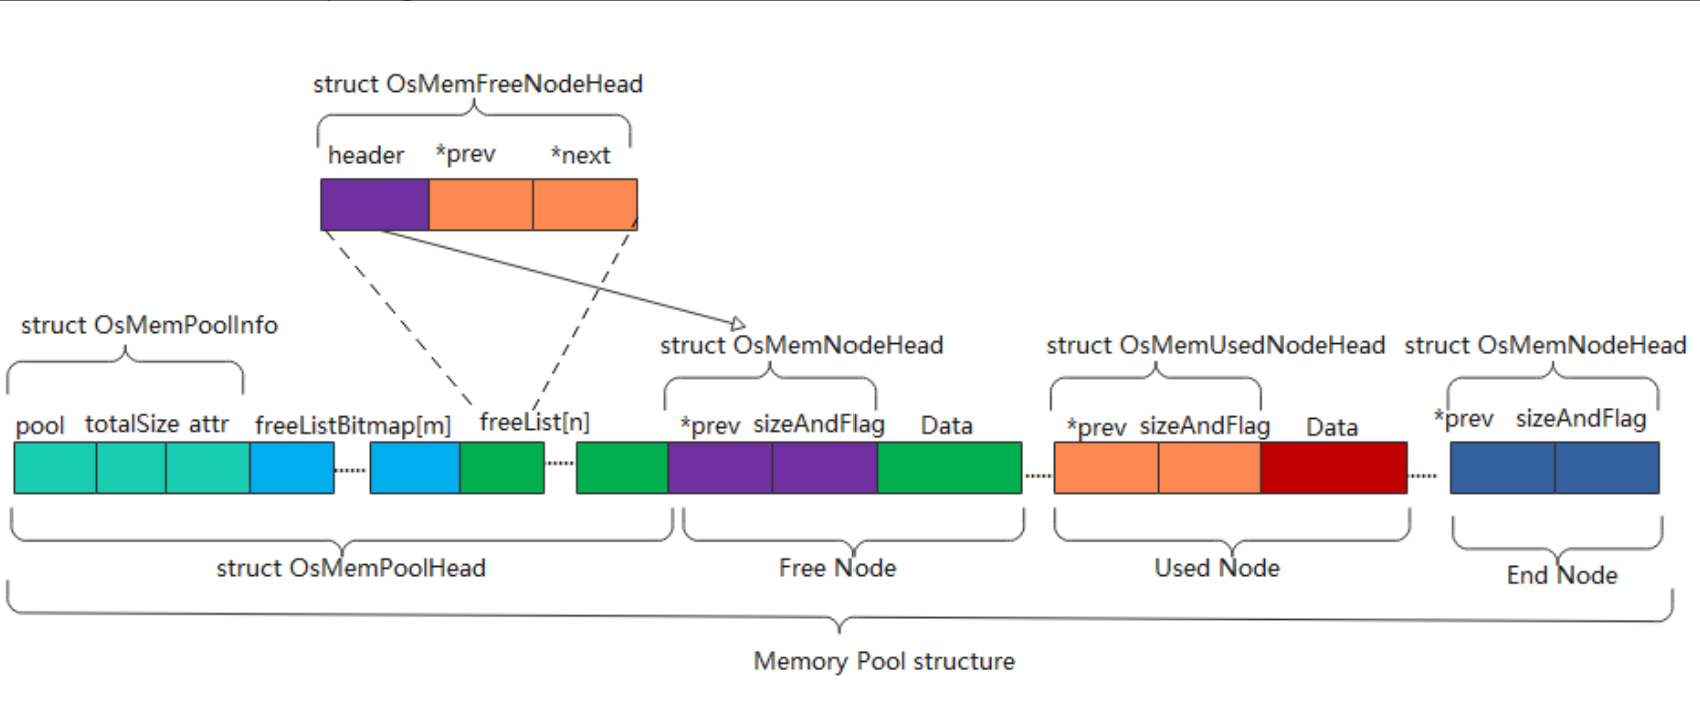 struct OsMemFreeNodeHead
header *prev *next
struct OsMemPoolInfo
struct OsMemNodeHead
struct OsMemUsedNodeHead
struct OsMemNodeHead
pool totalSize attr freeListBitmap[m] freeList[n] *prev sizeAndFlag Data *prev sizeAndFlag Data *prev sizeAndFlag
......
......
......
......
struct OsMemPoolHead
Free Node
Used Node
End Node
Memory Pool structure